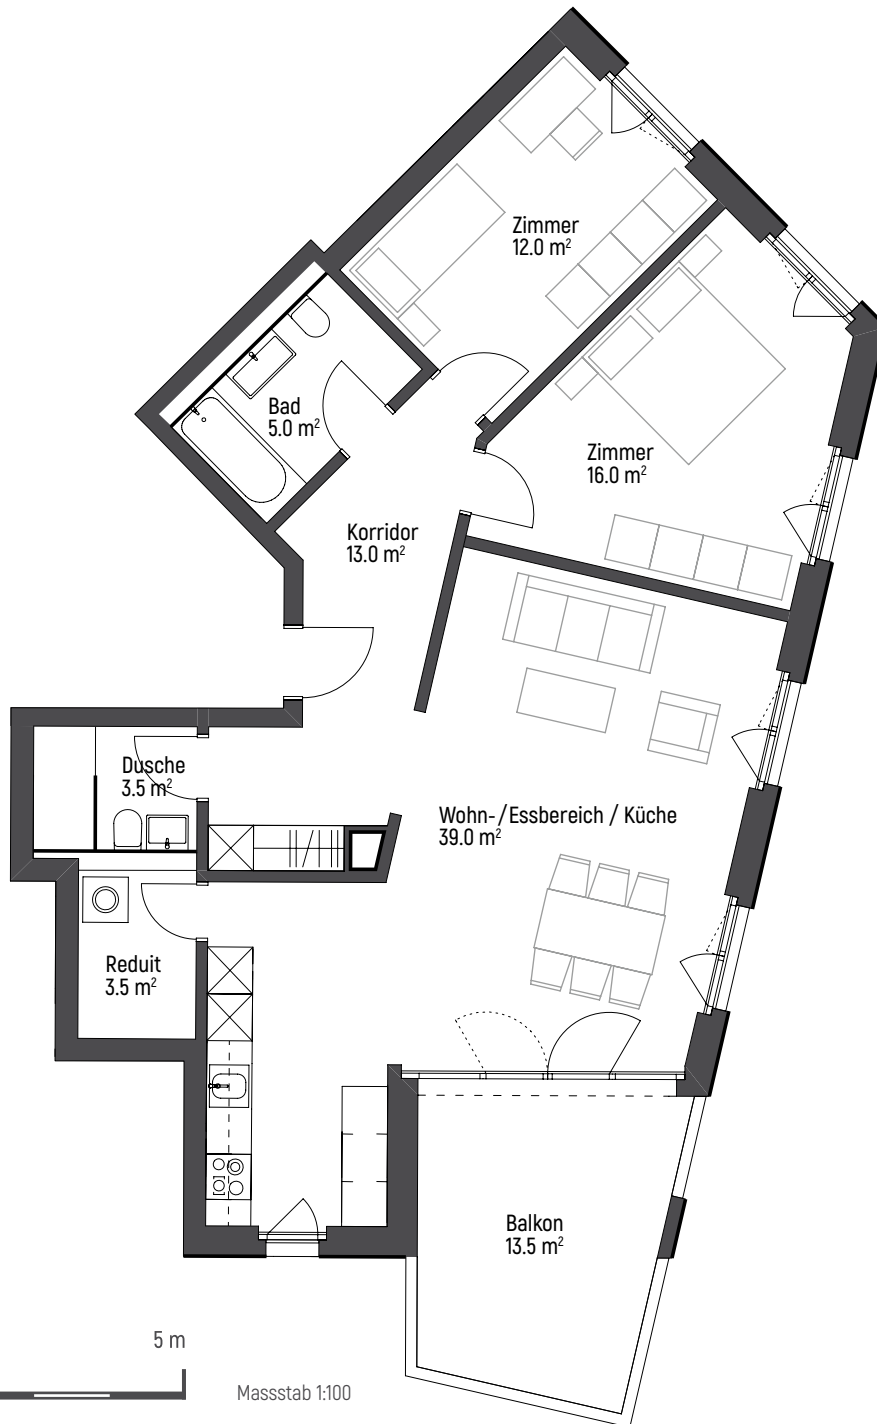 Zimmer
12.0 m²
Bad
5.0 m²
Zimmer
16.0 m²
Korridor
13.0 m²
Dusche
3.5 m²
Wohn-/Essbereich / Küche
39.0 m²
Reduit
3.5 m²
Balkon
13.5 m²
5 m
Massstab 1:100